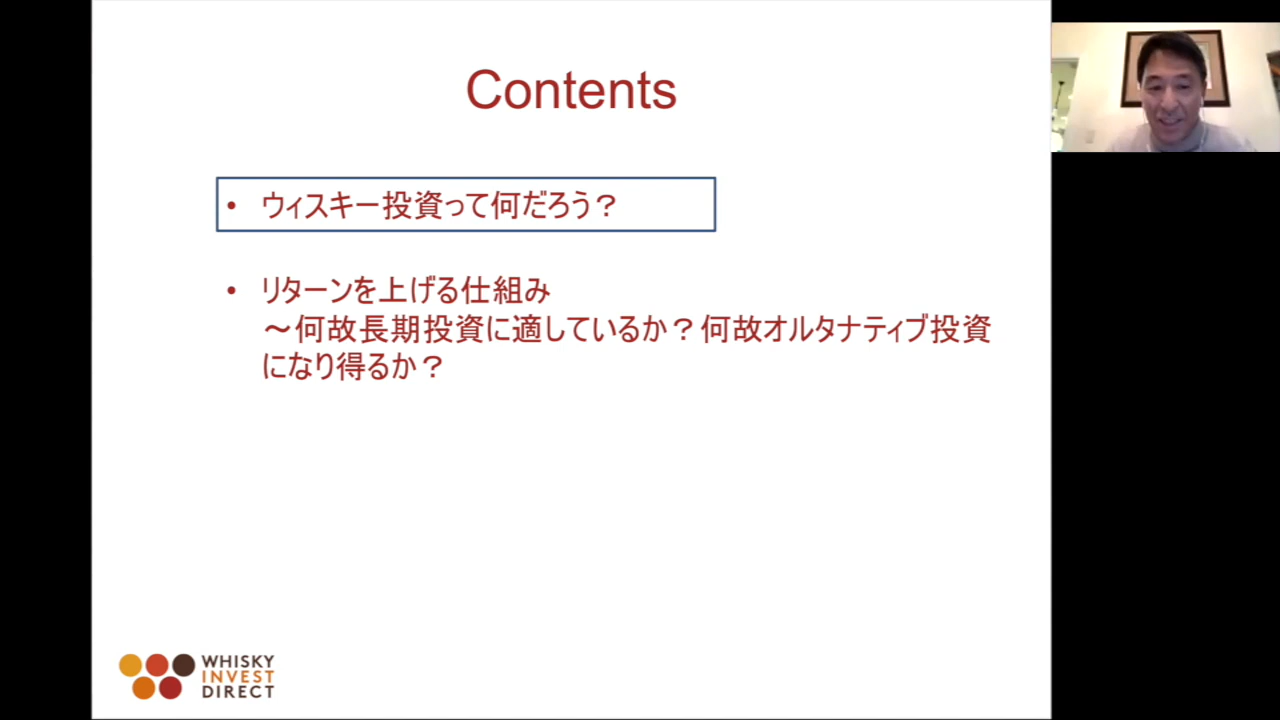 Contents
• ウィスキー投資って何だろう？
• リターンを上げる仕組み
～何故長期投資に適しているか？何故オルタナティブ投資
になり得るか？
WHISKY
INVEST
DIRECT